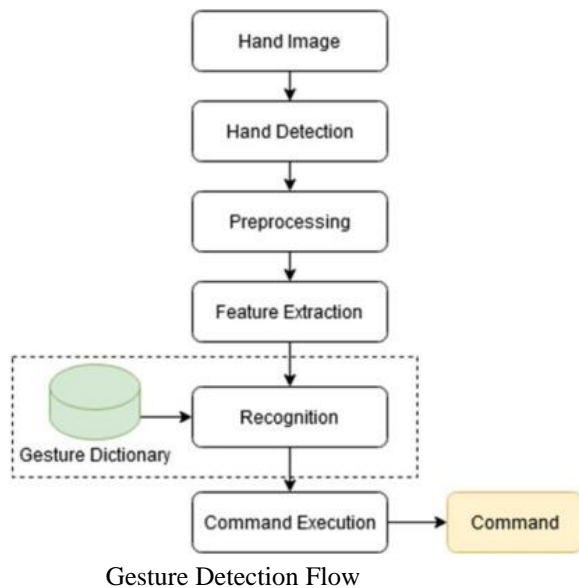 Hand Image
Hand Detection
Preprocessing
Feature Extraction
Recognition
Gesture Dictionary
Command Execution
Command
Gesture Detection Flow